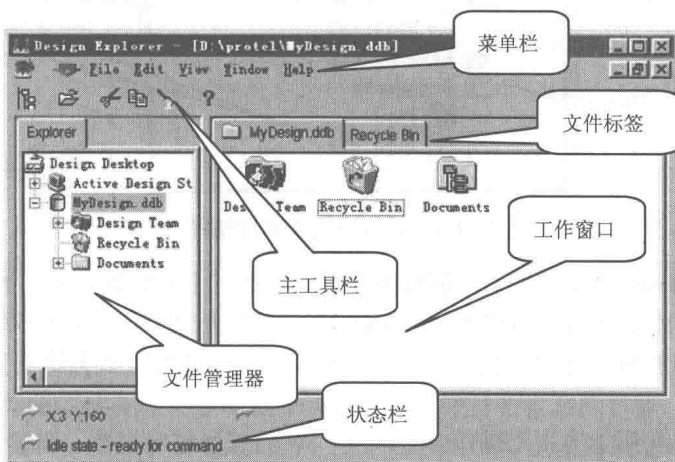 Design Explorer - [D:\protel\MyDesign.ddb]
菜单栏
File Edit View Window Help
?
文件标签
Explorer
MyDesign.ddb Recycle Bin
Design Desktop
Active Design St
MyDesign.ddb
Design Team
Recycle Bin
Documents
Design Team Recycle Bin Documents
工作窗口
主工具栏
文件管理器
状态栏
X:3 Y:160
Idle state - ready for command